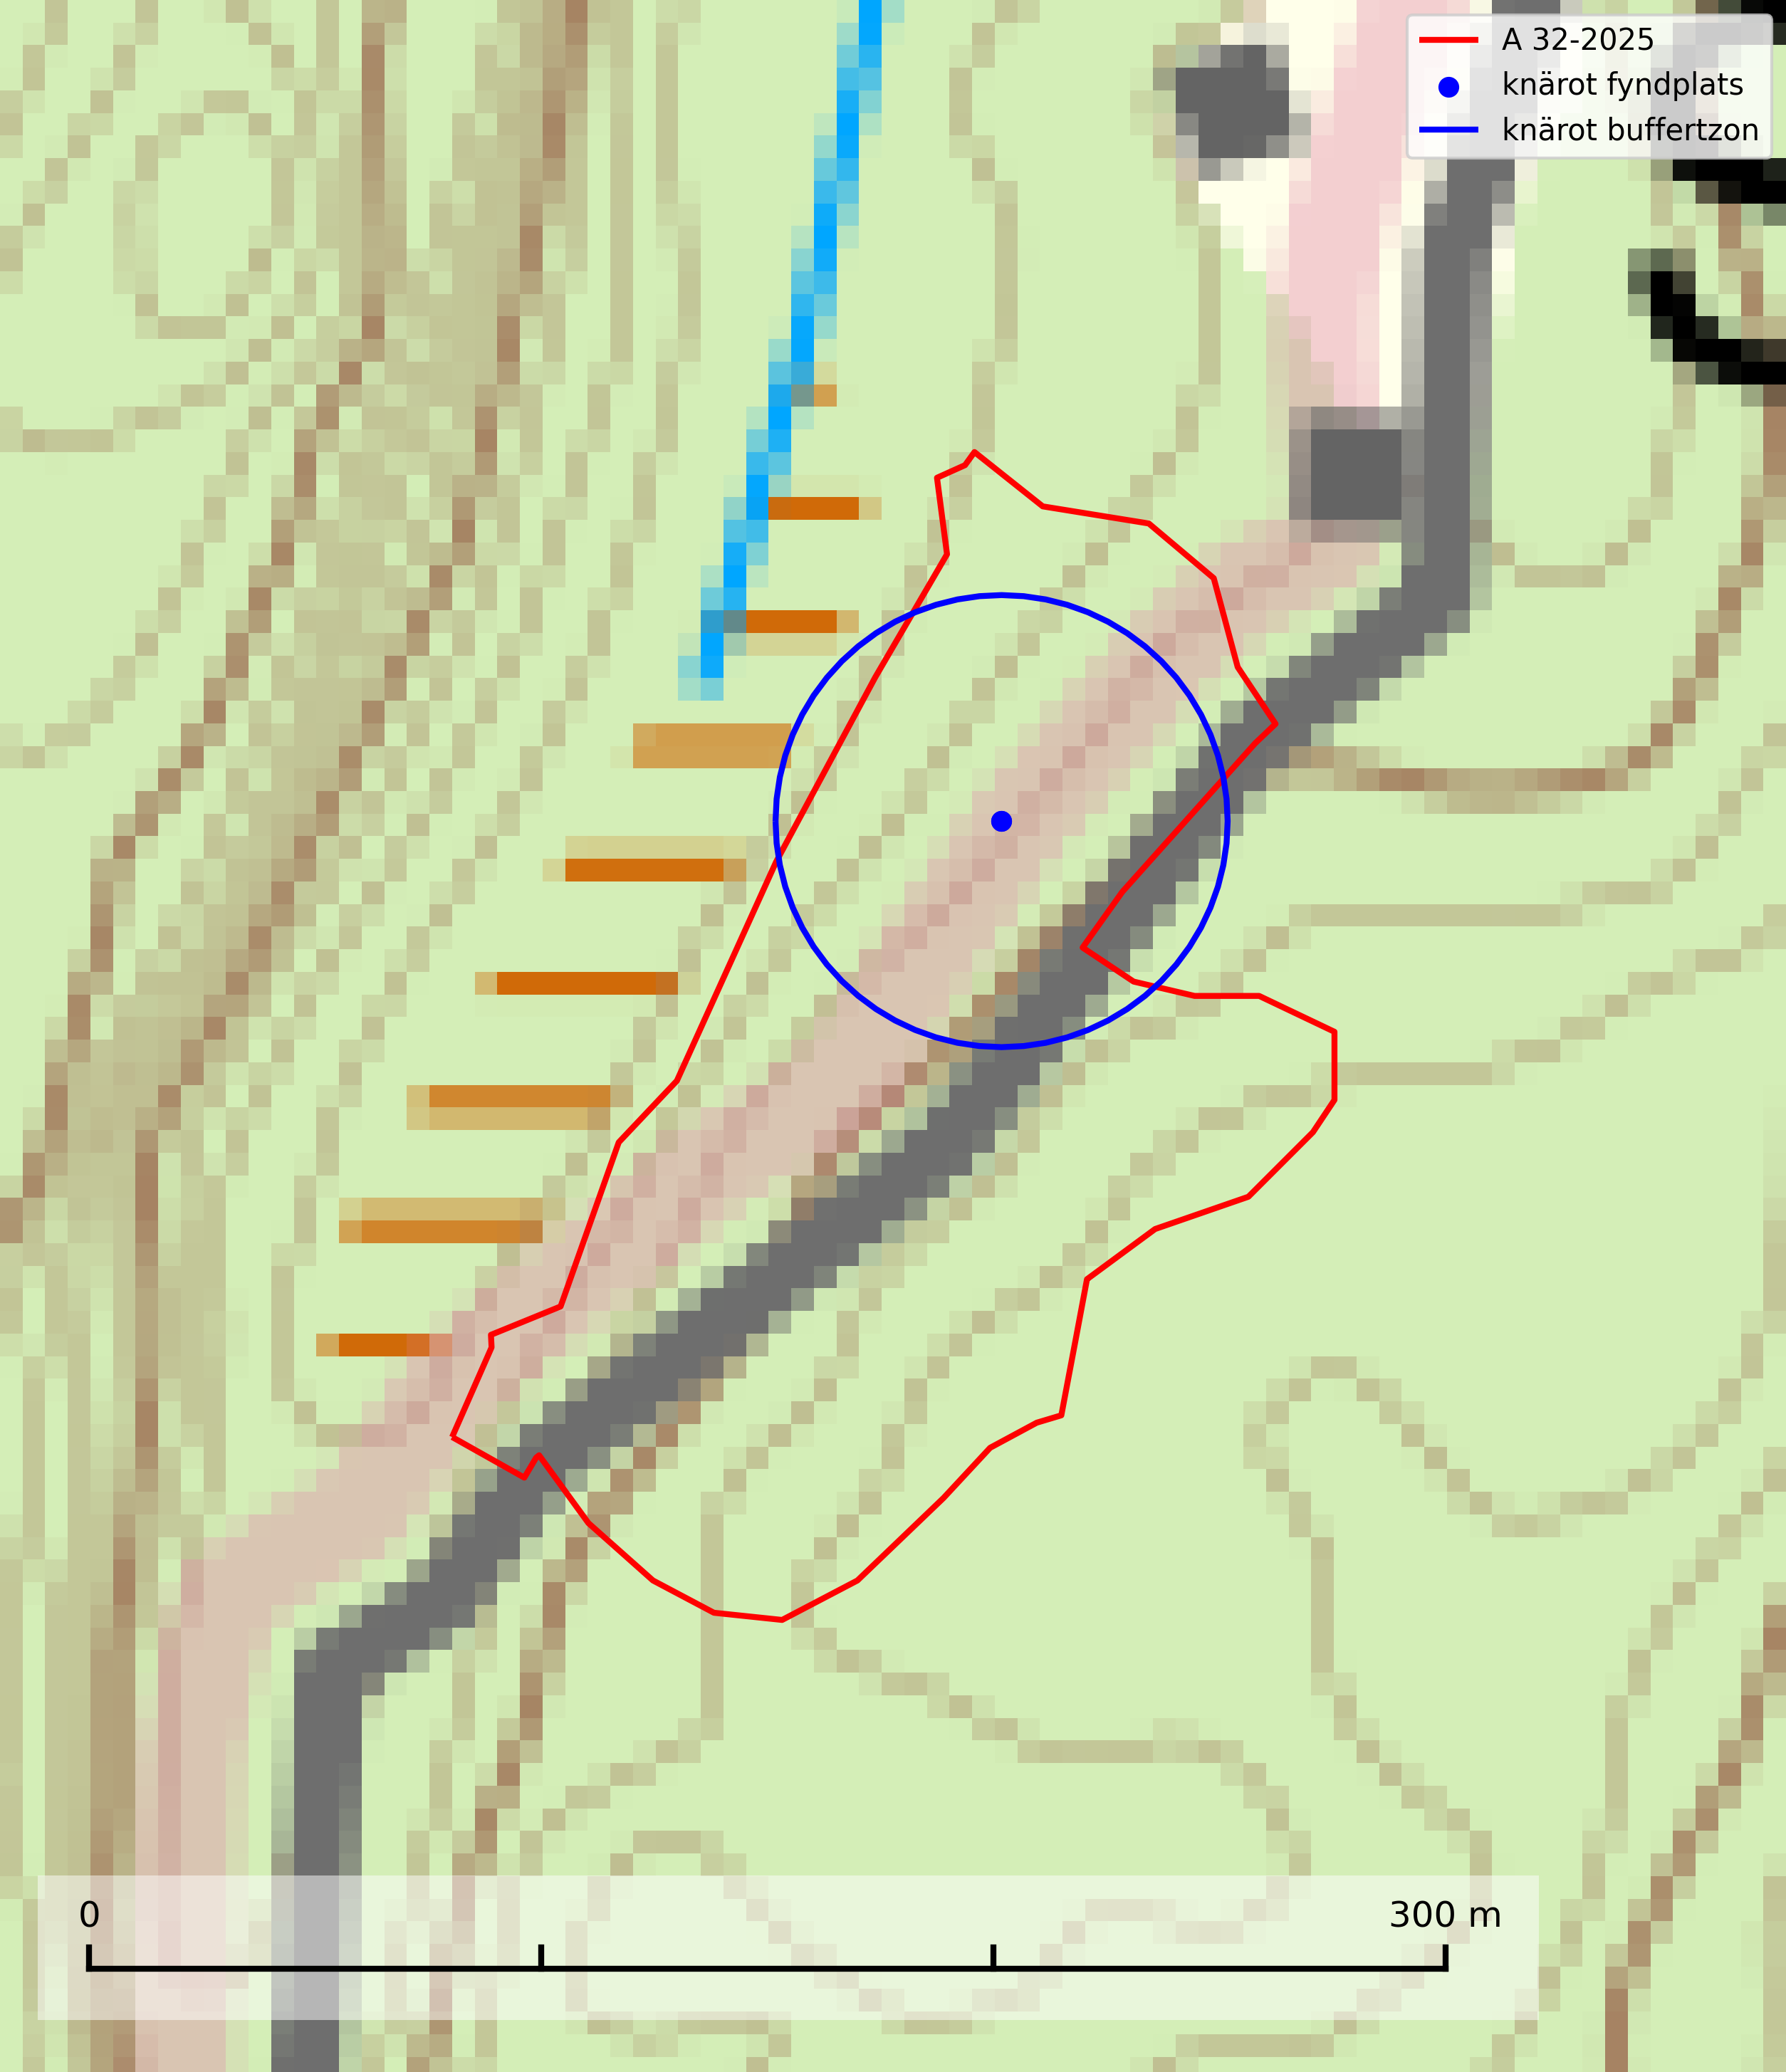 A 32-2025
knärot fyndplats
knärot buffertzon
0
300 m